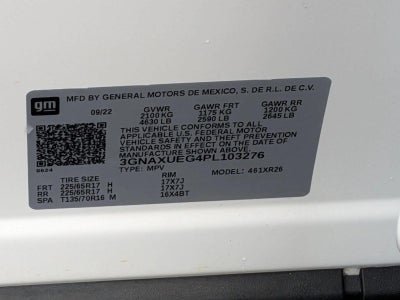 gm MFD BY GENERAL MOTORS DE MEXICO, S. DE R.L. DE C.V.
09/22 GVWR GAWR FRT GAWR RR
2100 KG 1175 KG 1200 KG
4630 LB 2590 LB 2645 LB
THIS VEHICLE CONFORMS TO ALL APPLICABLE
U.S. FEDERAL MOTOR VEHICLE SAFETY,
BUMPER, AND THEFT PREVENTION
STANDARDS IN EFFECT ON THE DATE OF
MANUFACTURE SHOWN ABOVE.
3GNAXUEG4PL103276
TYPE: MPV
8624
TIRE SIZE RIM MODEL: 461XR26
FRT 225/65R17 H 17X7J
RR 225/65R17 H 17X7J
SPA T135/70R16 M 16X4BT